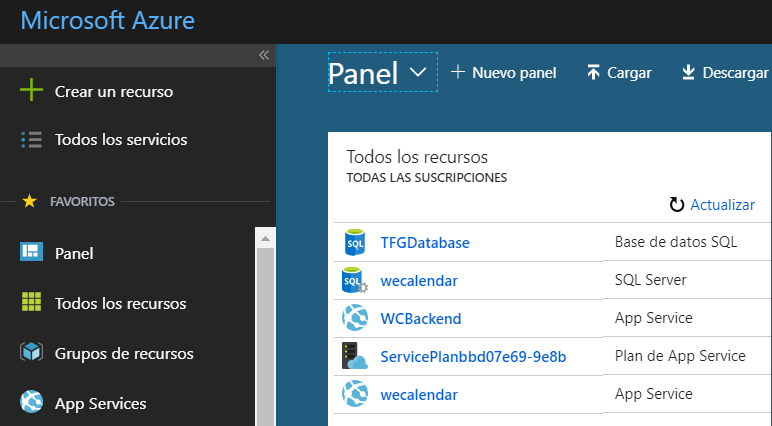 Microsoft Azure
«
Crear un recurso
Todos los servicios
FAVORITOS
Panel
Todos los recursos
Grupos de recursos
App Services
Panel
Nuevo panel
Cargar
Descargar
Todos los recursos
TODAS LAS SUSCRIPCIONES
Actualizar
SQL TFGDatabase Base de datos SQL
SQL wecalendar SQL Server
WCBackend App Service
ServicePlanbbd07e69-9e8b Plan de App Service
wecalendar App Service